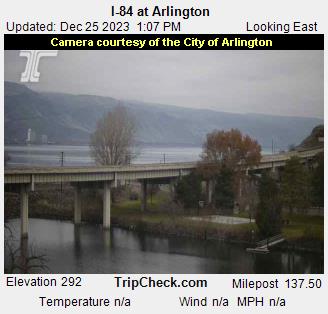 I-84 at Arlington
Updated: Dec 25 2023 1:07 PM Looking East
Camera courtesy of the City of Arlington
Elevation 292 TripCheck.com Milepost 137.50
Temperature n/a Wind n/a MPH n/a